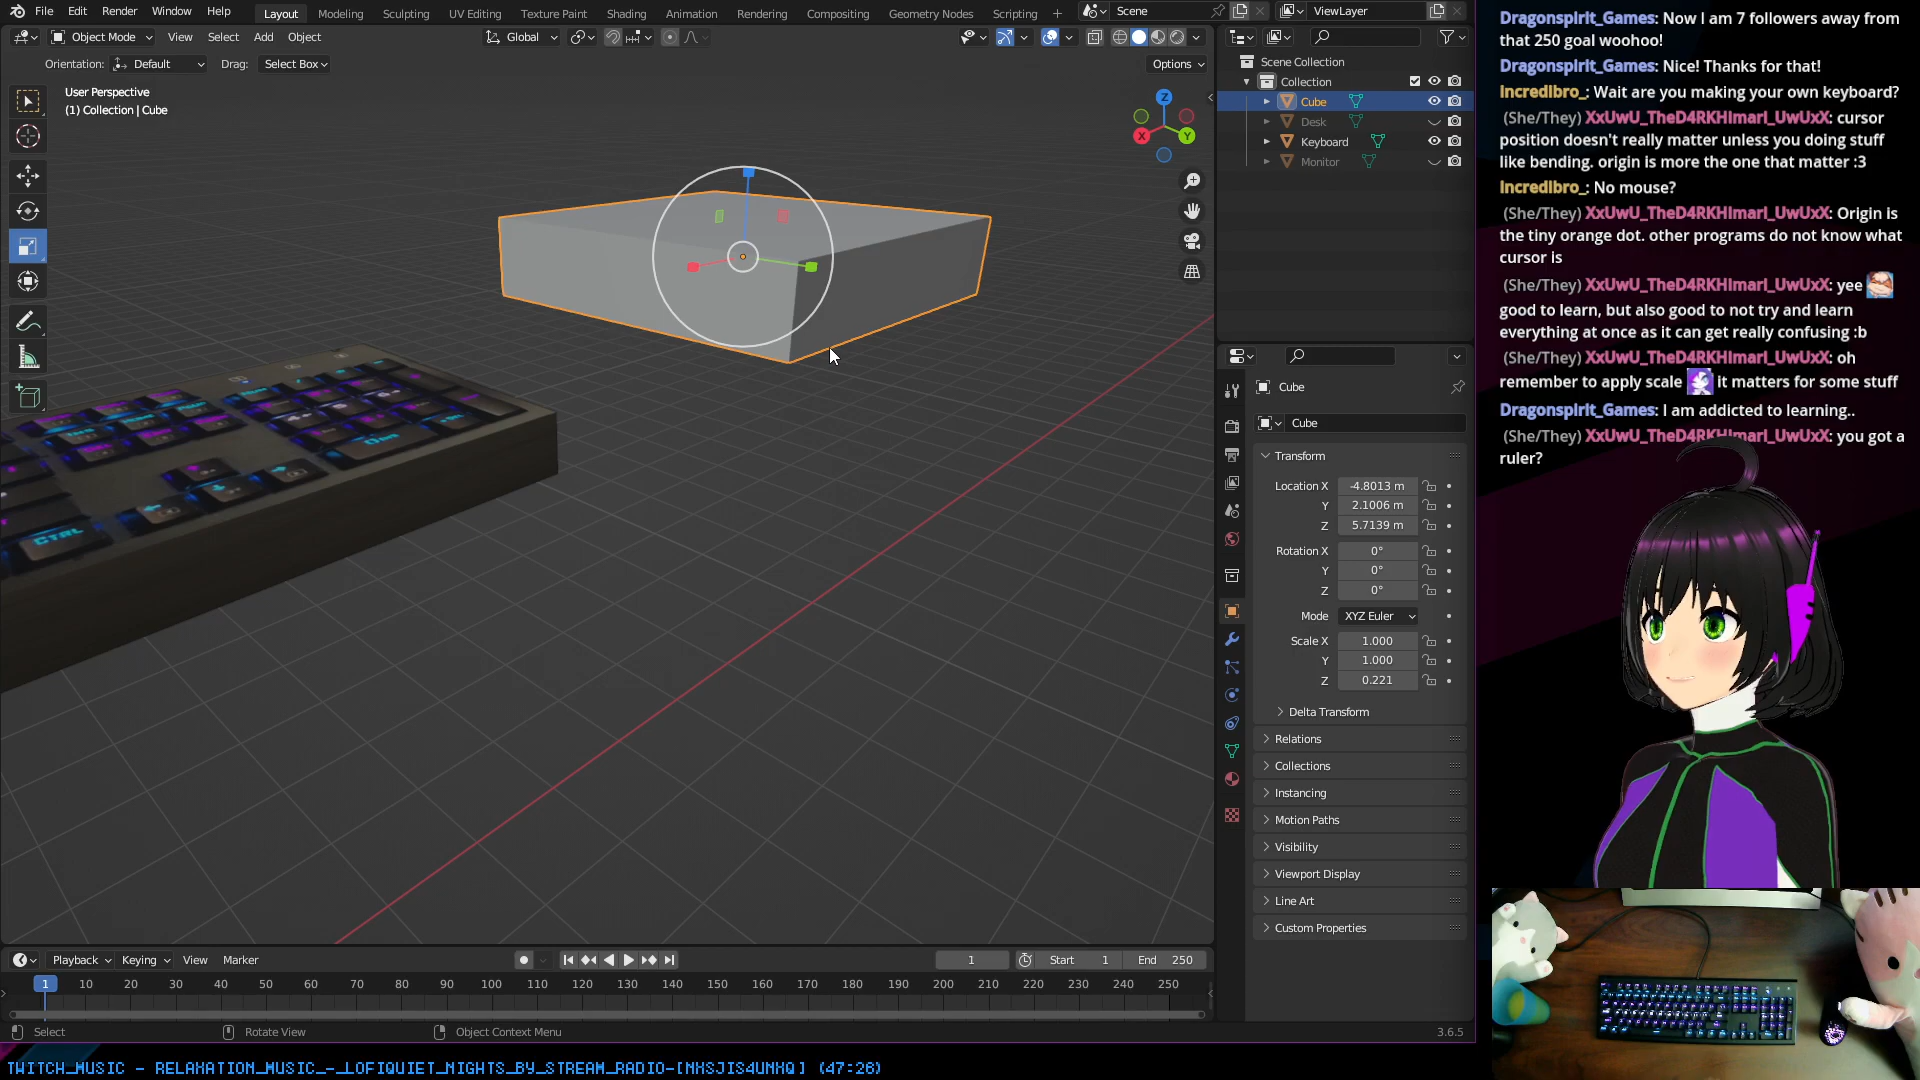 File Edit Render Window Help Layout Modeling Sculpting UV Editing Texture Paint Shading Animation Rendering Compositing Geometry Nodes Scripting + Scene ViewLayer
Object Mode View Select Add Object Global
Orientation: Default Drag: Select Box Options
User Perspective
(1) Collection | Cube
Z
X
Y
Scene Collection
Collection
Cube
Desk
Keyboard
Monitor
Cube
Cube
Transform
Location X -4.8013 m
Y 2.1006 m
Z 5.7139 m
Rotation X 0°
Y 0°
Z 0°
Mode XYZ Euler
Scale X 1.000
Y 1.000
Z 0.221
Delta Transform
Relations
Collections
Instancing
Motion Paths
Visibility
Viewport Display
Line Art
Custom Properties
CTRL
Playback Keying View Marker 1 Start 1 End 250
1 10 20 30 40 50 60 70 80 90 100 110 120 130 140 150 160 170 180 190 200 210 220 230 240 250
Select Rotate View Object Context Menu 3.6.5
Dragonspirit_Games: Now I am 7 followers away from
that 250 goal woohoo!
Dragonspirit_Games: Nice! Thanks for that!
Incredibro_: Wait are you making your own keyboard?
(She/They) XxUwU_TheD4RKHImarI_UwUxX: cursor
position doesn't really matter unless you doing stuff
like bending. origin is more the one that matter :3
Incredibro_: No mouse?
(She/They) XxUwU_TheD4RKHImarI_UwUxX: Origin is
the tiny orange dot. other programs do not know what
cursor is
(She/They) XxUwU_TheD4RKHImarI_UwUxX: yee
good to learn, but also good to not try and learn
everything at once as it can get really confusing :b
(She/They) XxUwU_TheD4RKHImarI_UwUxX: oh
remember to apply scale it matters for some stuff
Dragonspirit_Games: I am addicted to learning..
(She/They) XxUwU_TheD4RKHImarI_UwUxX: you got a
ruler?
TWITCH_MUSIC - RELAXATION_MUSIC_-_LOFIQUIET_NIGHTS_BY_STREAM_RADIO-[NXSJIS4UNXQ] (47:26)